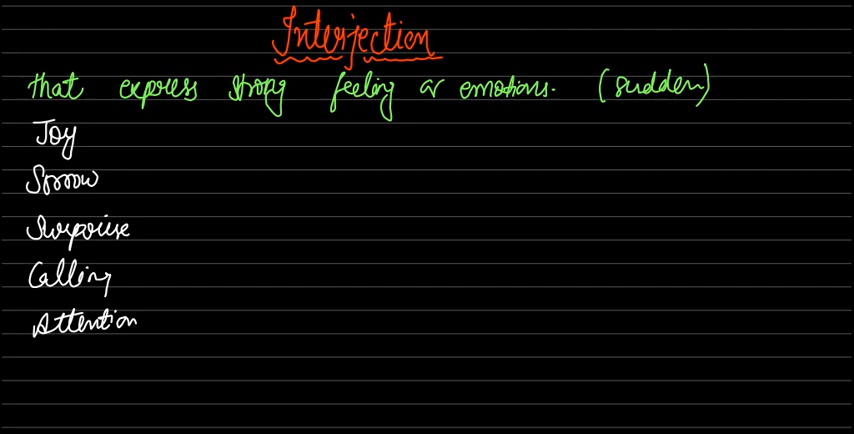 Interjection
that express strong feeling or emotions. (sudden)
Joy
Sorrow
Surprise
Calling
Attention